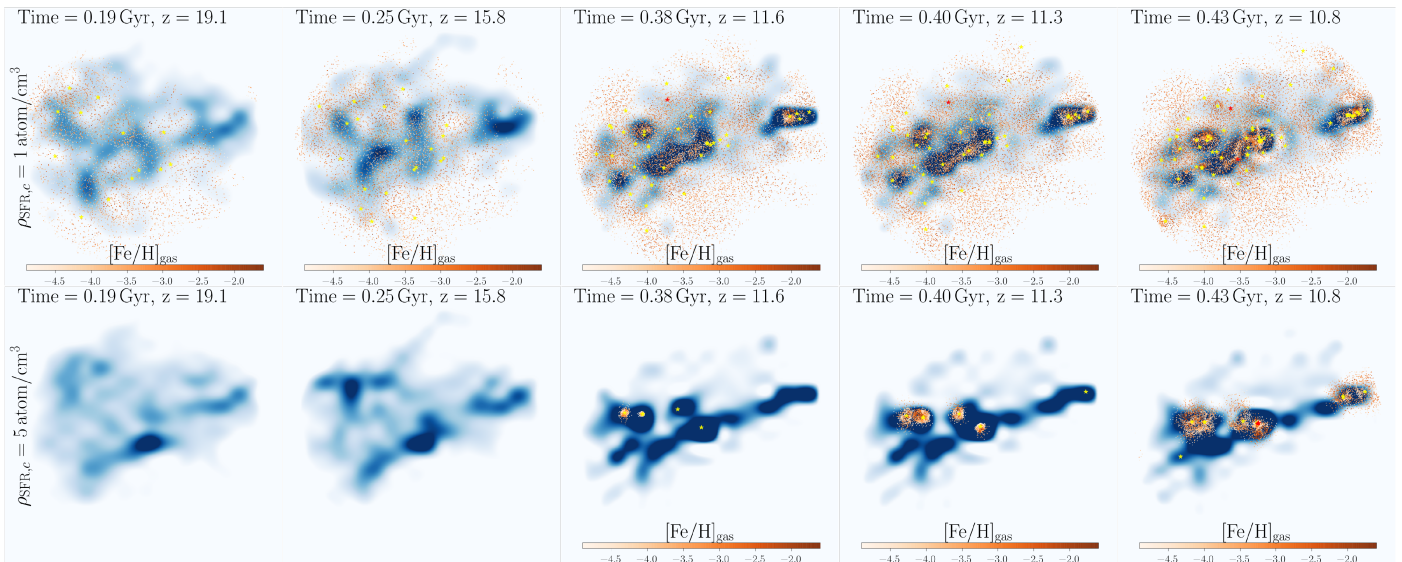 Time = 0.19 Gyr, z = 19.1
Time = 0.25 Gyr, z = 15.8
Time = 0.38 Gyr, z = 11.6
Time = 0.40 Gyr, z = 11.3
Time = 0.43 Gyr, z = 10.8
ρSFR,c = 1 atom/cm³
[Fe/H]gas
−4.5 −4.0 −3.5 −3.0 −2.5 −2.0
[Fe/H]gas
−4.5 −4.0 −3.5 −3.0 −2.5 −2.0
[Fe/H]gas
−4.5 −4.0 −3.5 −3.0 −2.5 −2.0
[Fe/H]gas
−4.5 −4.0 −3.5 −3.0 −2.5 −2.0
[Fe/H]gas
−4.5 −4.0 −3.5 −3.0 −2.5 −2.0
Time = 0.19 Gyr, z = 19.1
Time = 0.25 Gyr, z = 15.8
Time = 0.38 Gyr, z = 11.6
Time = 0.40 Gyr, z = 11.3
Time = 0.43 Gyr, z = 10.8
ρSFR,c = 5 atom/cm³
[Fe/H]gas
−4.5 −4.0 −3.5 −3.0 −2.5 −2.0
[Fe/H]gas
−4.5 −4.0 −3.5 −3.0 −2.5 −2.0
[Fe/H]gas
−4.5 −4.0 −3.5 −3.0 −2.5 −2.0